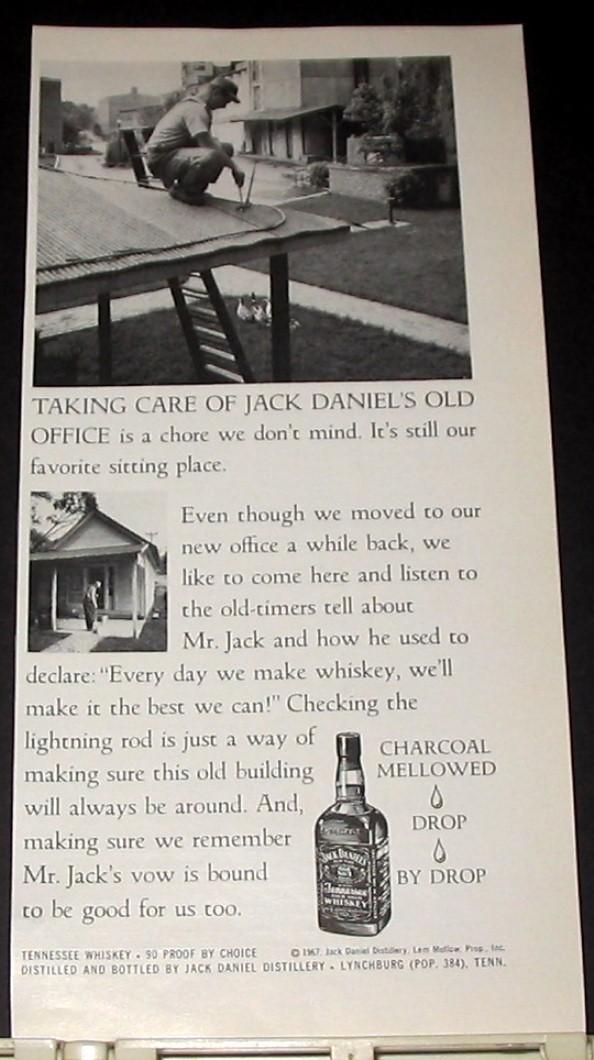 TAKING CARE OF JACK DANIEL'S OLD
OFFICE is a chore we don't mind. It's still our
favorite sitting place.
Even though we moved to our
new office a while back, we
like to come here and listen to
the old-timers tell about
Mr. Jack and how he used to
declare: "Every day we make whiskey, we'll
make it the best we can!" Checking the
lightning rod is just a way of
making sure this old building
will always be around. And,
making sure we remember
Mr. Jack's vow is bound
to be good for us too.
CHARCOAL
MELLOWED
DROP
BY DROP
JACK DANIEL'S
Tennessee
WHISKEY
TENNESSEE WHISKEY • 90 PROOF BY CHOICE © 1967, Jack Daniel Distillery, Lem Motlow, Prop., Inc.
DISTILLED AND BOTTLED BY JACK DANIEL DISTILLERY • LYNCHBURG (POP. 384), TENN.